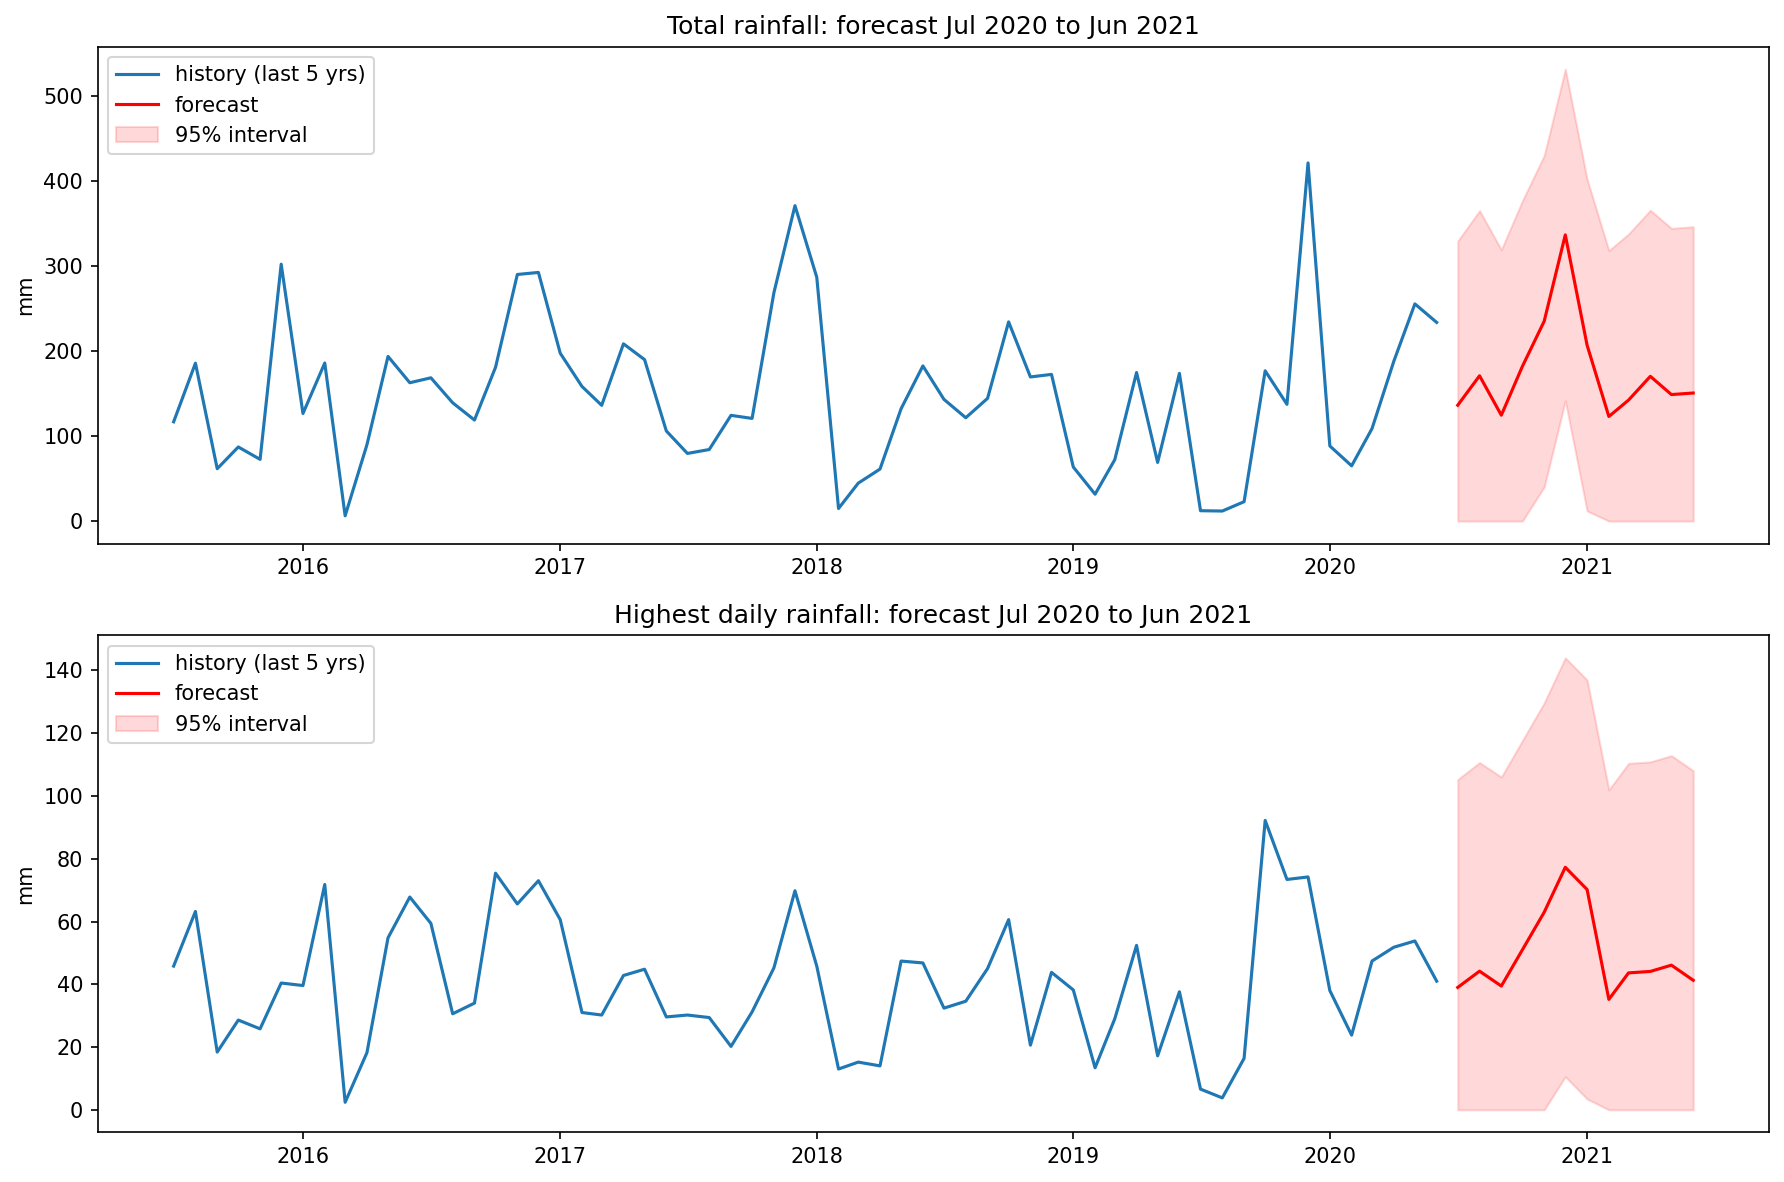 Total rainfall: forecast Jul 2020 to Jun 2021
history (last 5 yrs)
forecast
95% interval
mm
500
400
300
200
100
0
2016 2017 2018 2019 2020 2021
Highest daily rainfall: forecast Jul 2020 to Jun 2021
history (last 5 yrs)
forecast
95% interval
mm
140
120
100
80
60
40
20
0
2016 2017 2018 2019 2020 2021